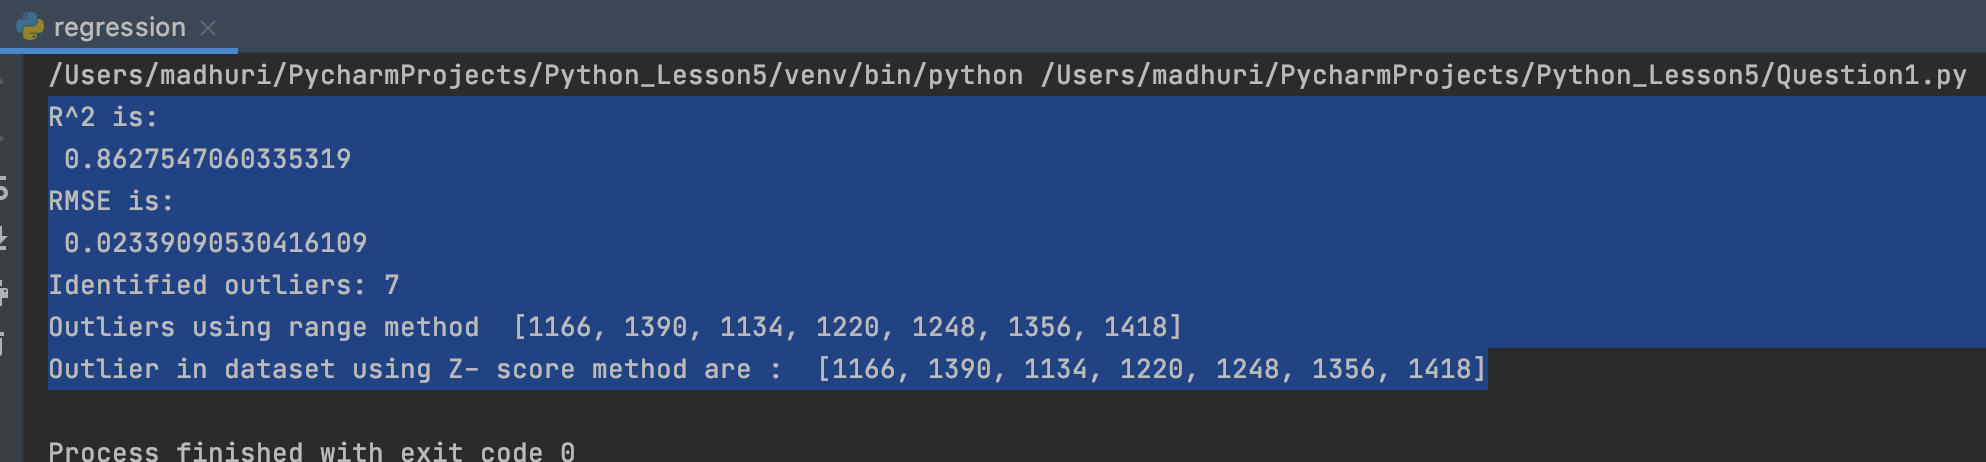 regression
/Users/madhuri/PycharmProjects/Python_Lesson5/venv/bin/python /Users/madhuri/PycharmProjects/Python_Lesson5/Question1.py
R^2 is:
 0.8627547060335319
RMSE is:
 0.02339090530416109
Identified outliers: 7
Outliers using range method  [1166, 1390, 1134, 1220, 1248, 1356, 1418]
Outlier in dataset using Z- score method are :  [1166, 1390, 1134, 1220, 1248, 1356, 1418]
Process finished with exit code 0